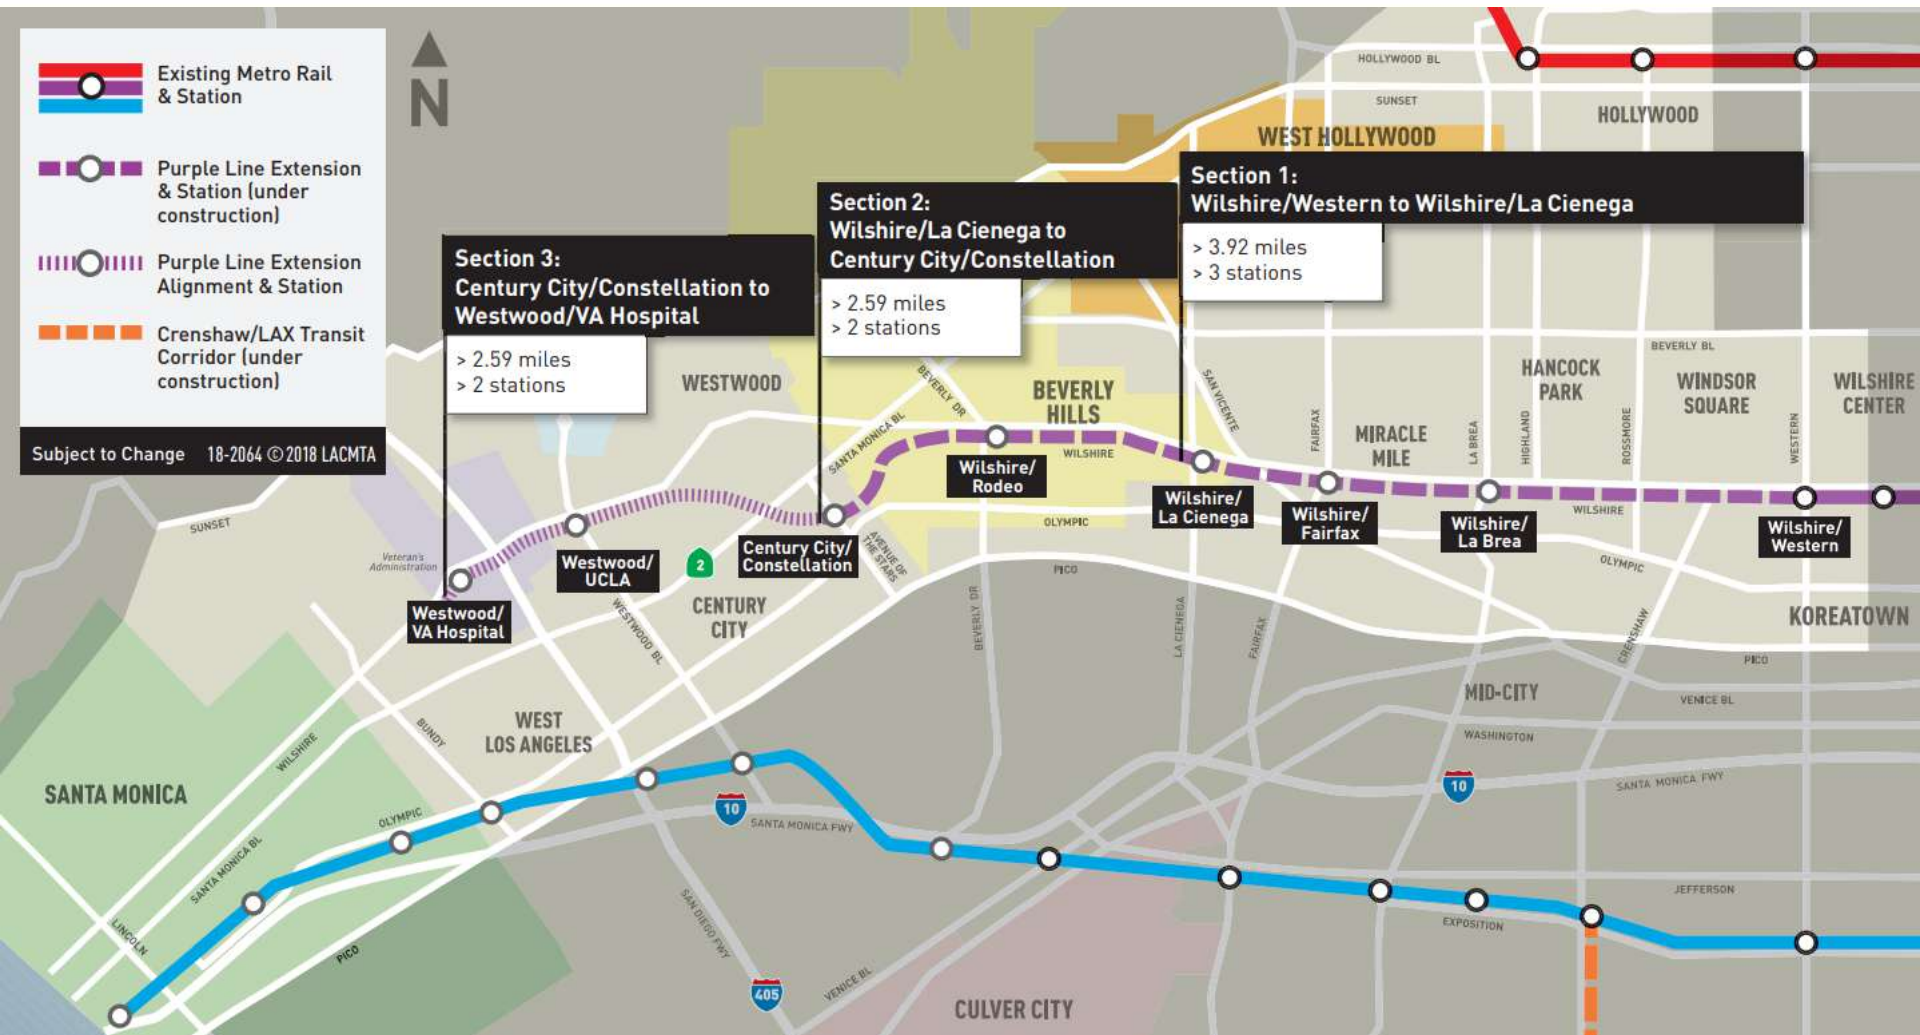 Existing Metro Rail
& Station
Purple Line Extension
& Station (under
construction)
Purple Line Extension
Alignment & Station
Crenshaw/LAX Transit
Corridor (under
construction)
Subject to Change 18-2064 © 2018 LACMTA
N
HOLLYWOOD BL
SUNSET
HOLLYWOOD
WEST HOLLYWOOD
Section 1:
Wilshire/Western to Wilshire/La Cienega
> 3.92 miles
> 3 stations
Section 2:
Wilshire/La Cienega to
Century City/Constellation
> 2.59 miles
> 2 stations
Section 3:
Century City/Constellation to
Westwood/VA Hospital
> 2.59 miles
> 2 stations
WESTWOOD
BEVERLY DR
SANTA MONICA BL
BEVERLY
HILLS
WILSHIRE
SAN VICENTE
FAIRFAX
MIRACLE
MILE
LA BREA
HIGHLAND
HANCOCK
PARK
BEVERLY BL
ROSSMORE
WINDSOR
SQUARE
WESTERN
WILSHIRE
CENTER
Wilshire/
Rodeo
Wilshire/
La Cienega
Wilshire/
Fairfax
Wilshire/
La Brea
WILSHIRE
Wilshire/
Western
SUNSET
Veteran's
Administration
Westwood/
VA Hospital
Westwood/
UCLA
2
Century City/
Constellation
AVENUE OF
THE STARS
OLYMPIC
PICO
OLYMPIC
KOREATOWN
CENTURY
CITY
WESTWOOD BL
BEVERLY DR
LA CIENEGA
FAIRFAX
CRENSHAW
PICO
MID-CITY
VENICE BL
WASHINGTON
SANTA MONICA FWY
10
WEST
LOS ANGELES
BUNDY
WILSHIRE
SANTA MONICA
OLYMPIC
SANTA MONICA BL
LINCOLN
PICO
10
SANTA MONICA FWY
SAN DIEGO FWY
405
VENICE BL
CULVER CITY
EXPOSITION
JEFFERSON